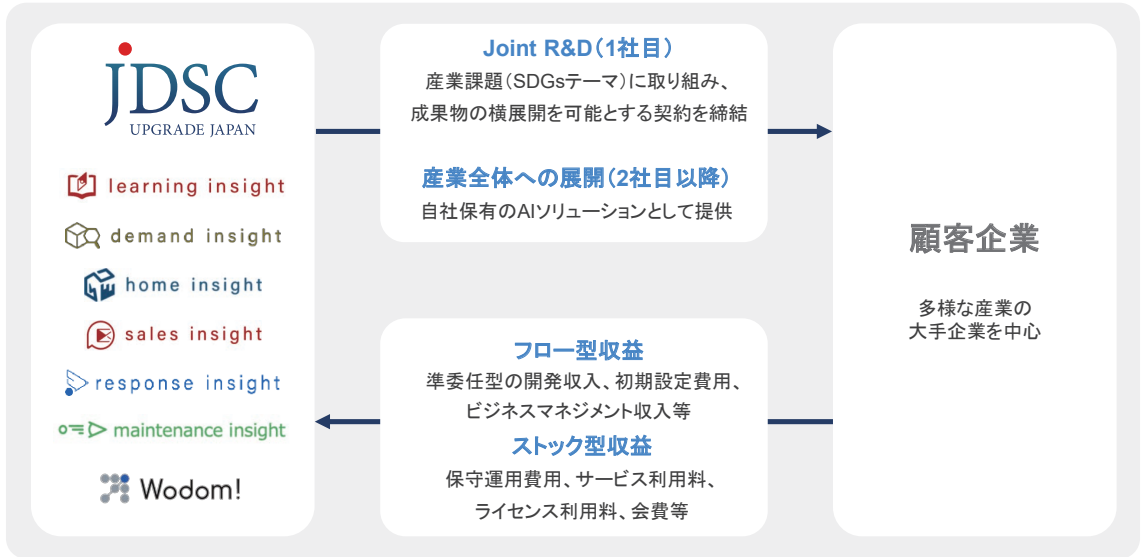 JDSC
UPGRADE JAPAN
learning insight
demand insight
home insight
sales insight
response insight
maintenance insight
Wodom!
Joint R&D（1社目）
産業課題（SDGsテーマ）に取り組み、
成果物の横展開を可能とする契約を締結
産業全体への展開（2社目以降）
自社保有のAIソリューションとして提供
フロー型収益
準委任型の開発収入、初期設定費用、
ビジネスマネジメント収入等
ストック型収益
保守運用費用、サービス利用料、
ライセンス利用料、会費等
顧客企業
多様な産業の
大手企業を中心